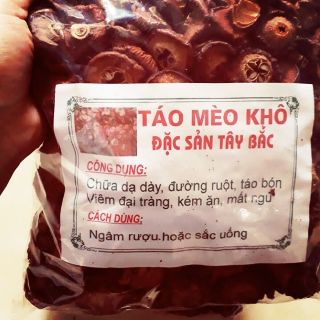 TÁO MÈO KHÔ
ĐẶC SẢN TÂY BẮC
CÔNG DỤNG:
Chữa dạ dày, đường ruột, táo bón
Viêm đại tràng, kém ăn, mất ngủ
CÁCH DÙNG:
Ngâm rượu hoặc sắc uống